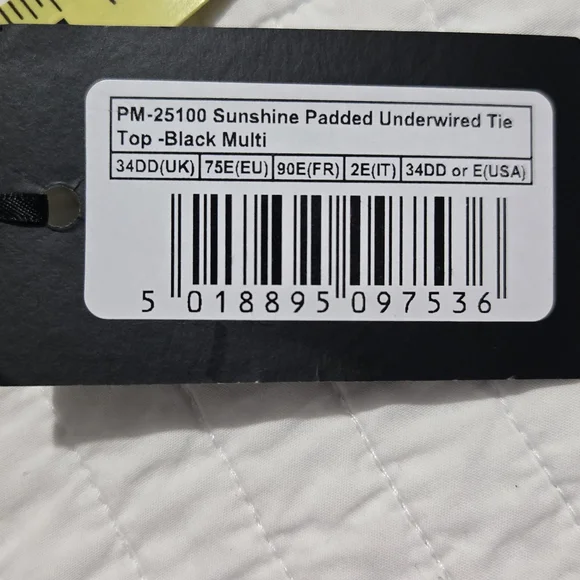 PM-25100 Sunshine Padded Underwired Tie
Top -Black Multi
34DD(UK) 75E(EU) 90E(FR) 2E(IT) 34DD or E(USA)
5 018895 097536